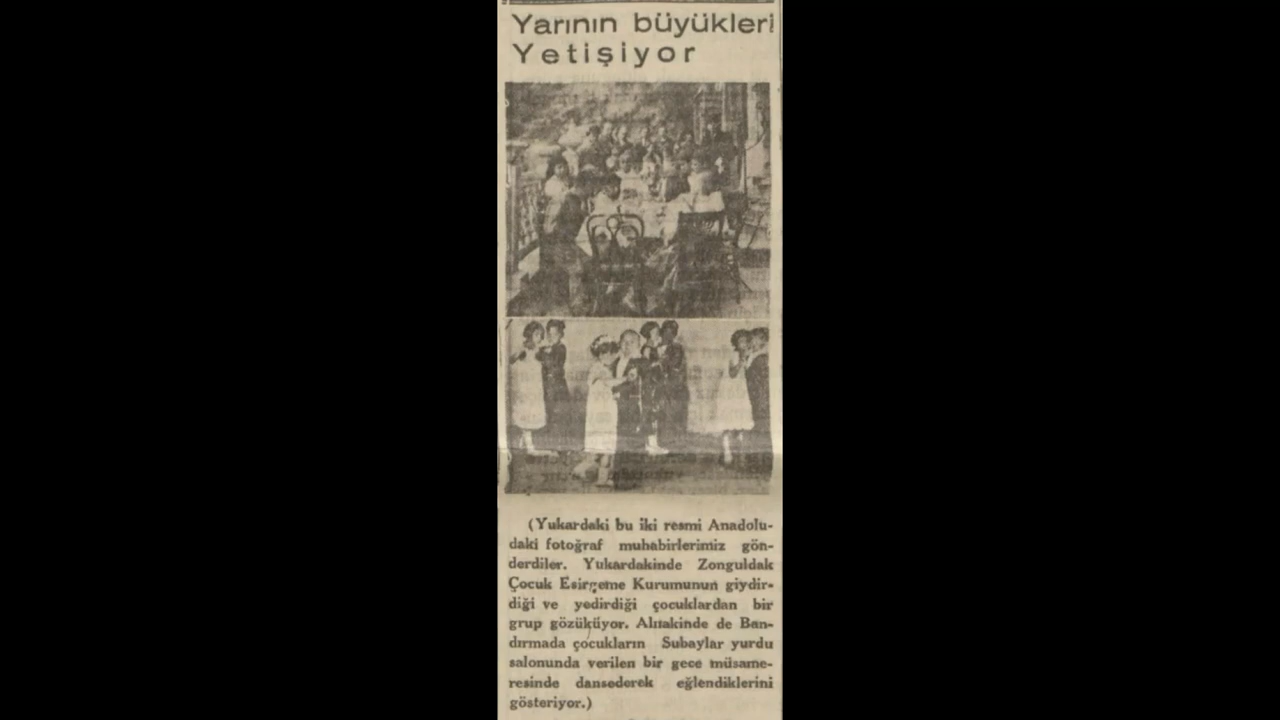 Yarının büyükleri
Yetişiyor
(Yukardaki bu iki resmi Anadolu-
daki fotoğraf muhabirlerimiz gön-
derdiler. Yukardakinde Zonguldak
Çocuk Esirgeme Kurumunun giydir-
diği ve yedirdiği çocuklardan bir
grup gözüküyor. Altakinde de Ban-
dırmada çocukların Subaylar yurdu
salonunda verilen bir gece müsame-
resinde dansederek eğlendiklerini
gösteriyor.)